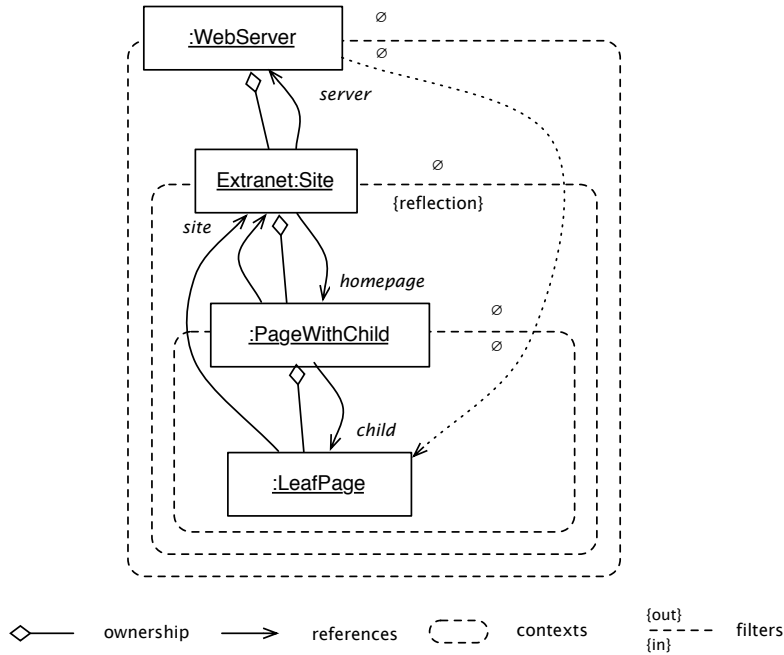 ∅
:WebServer
∅
server
∅
Extranet:Site
{reflection}
site
homepage
∅
:PageWithChild
∅
child
:LeafPage
ownership
references
contexts
{out}
{in}
filters